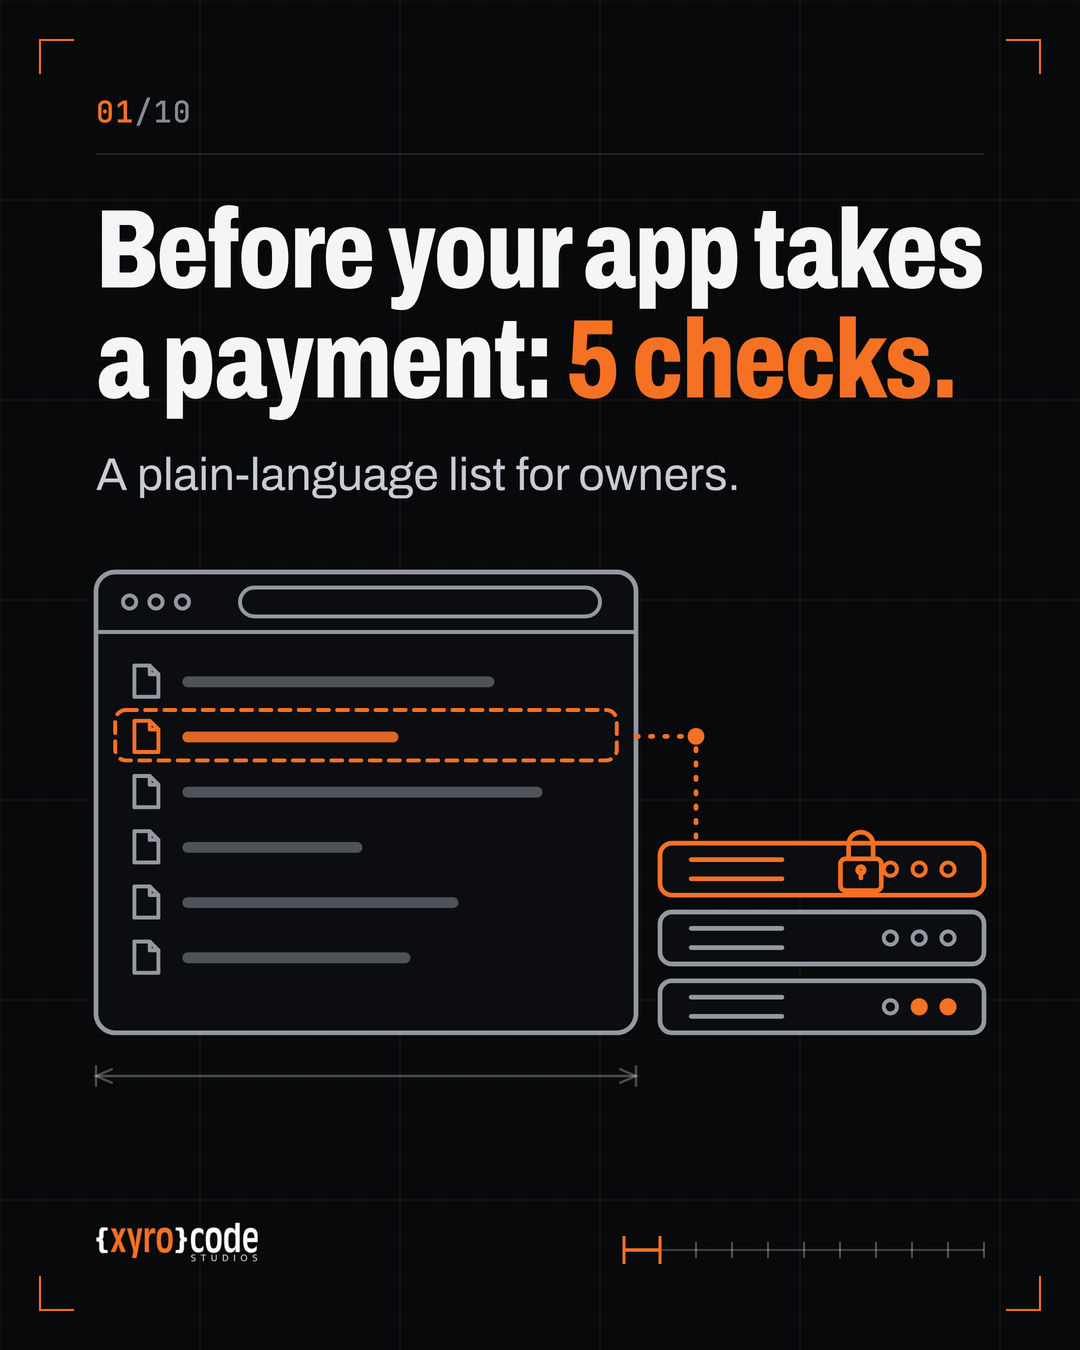 01/10
Before your app takes
a payment: 5 checks.
A plain-language list for owners.
{xyro}code
STUDIOS